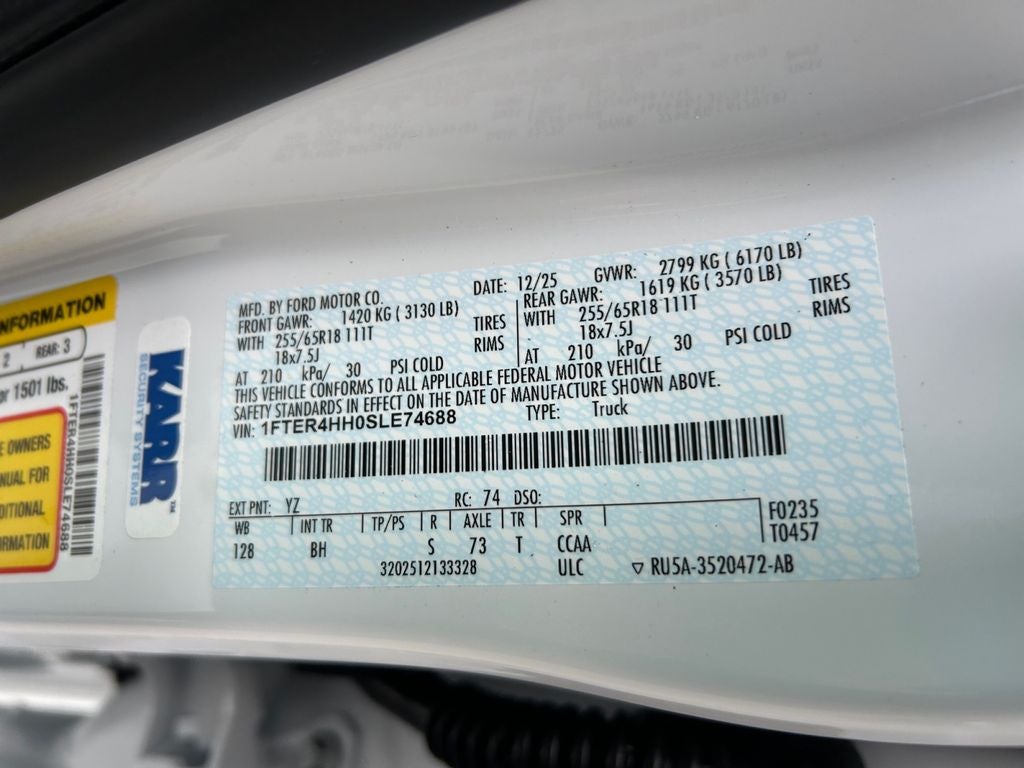 NFORMATION
2 REAR: 3
er 1501 lbs.
E OWNERS
NUAL FOR
DITIONAL
ORMATION
1FTER4HH0SLE74688
KARR™
SECURITY SYSTEMS
MFD. BY FORD MOTOR CO. DATE: 12/25 GVWR: 2799 KG ( 6170 LB)
FRONT GAWR: 1420 KG ( 3130 LB) REAR GAWR: 1619 KG ( 3570 LB)
WITH 255/65R18 111T TIRES WITH 255/65R18 111T TIRES
18x7.5J RIMS 18x7.5J RIMS
AT 210 kPa/ 30 PSI COLD AT 210 kPa/ 30 PSI COLD
THIS VEHICLE CONFORMS TO ALL APPLICABLE FEDERAL MOTOR VEHICLE
SAFETY STANDARDS IN EFFECT ON THE DATE OF MANUFACTURE SHOWN ABOVE.
VIN: 1FTER4HH0SLE74688 TYPE: Truck
EXT PNT: YZ RC: 74 DSO:
WB INT TR TP/PS R AXLE TR SPR F0235
128 BH S 73 T CCAA T0457
3202512133328 ULC ▽ RU5A-3520472-AB